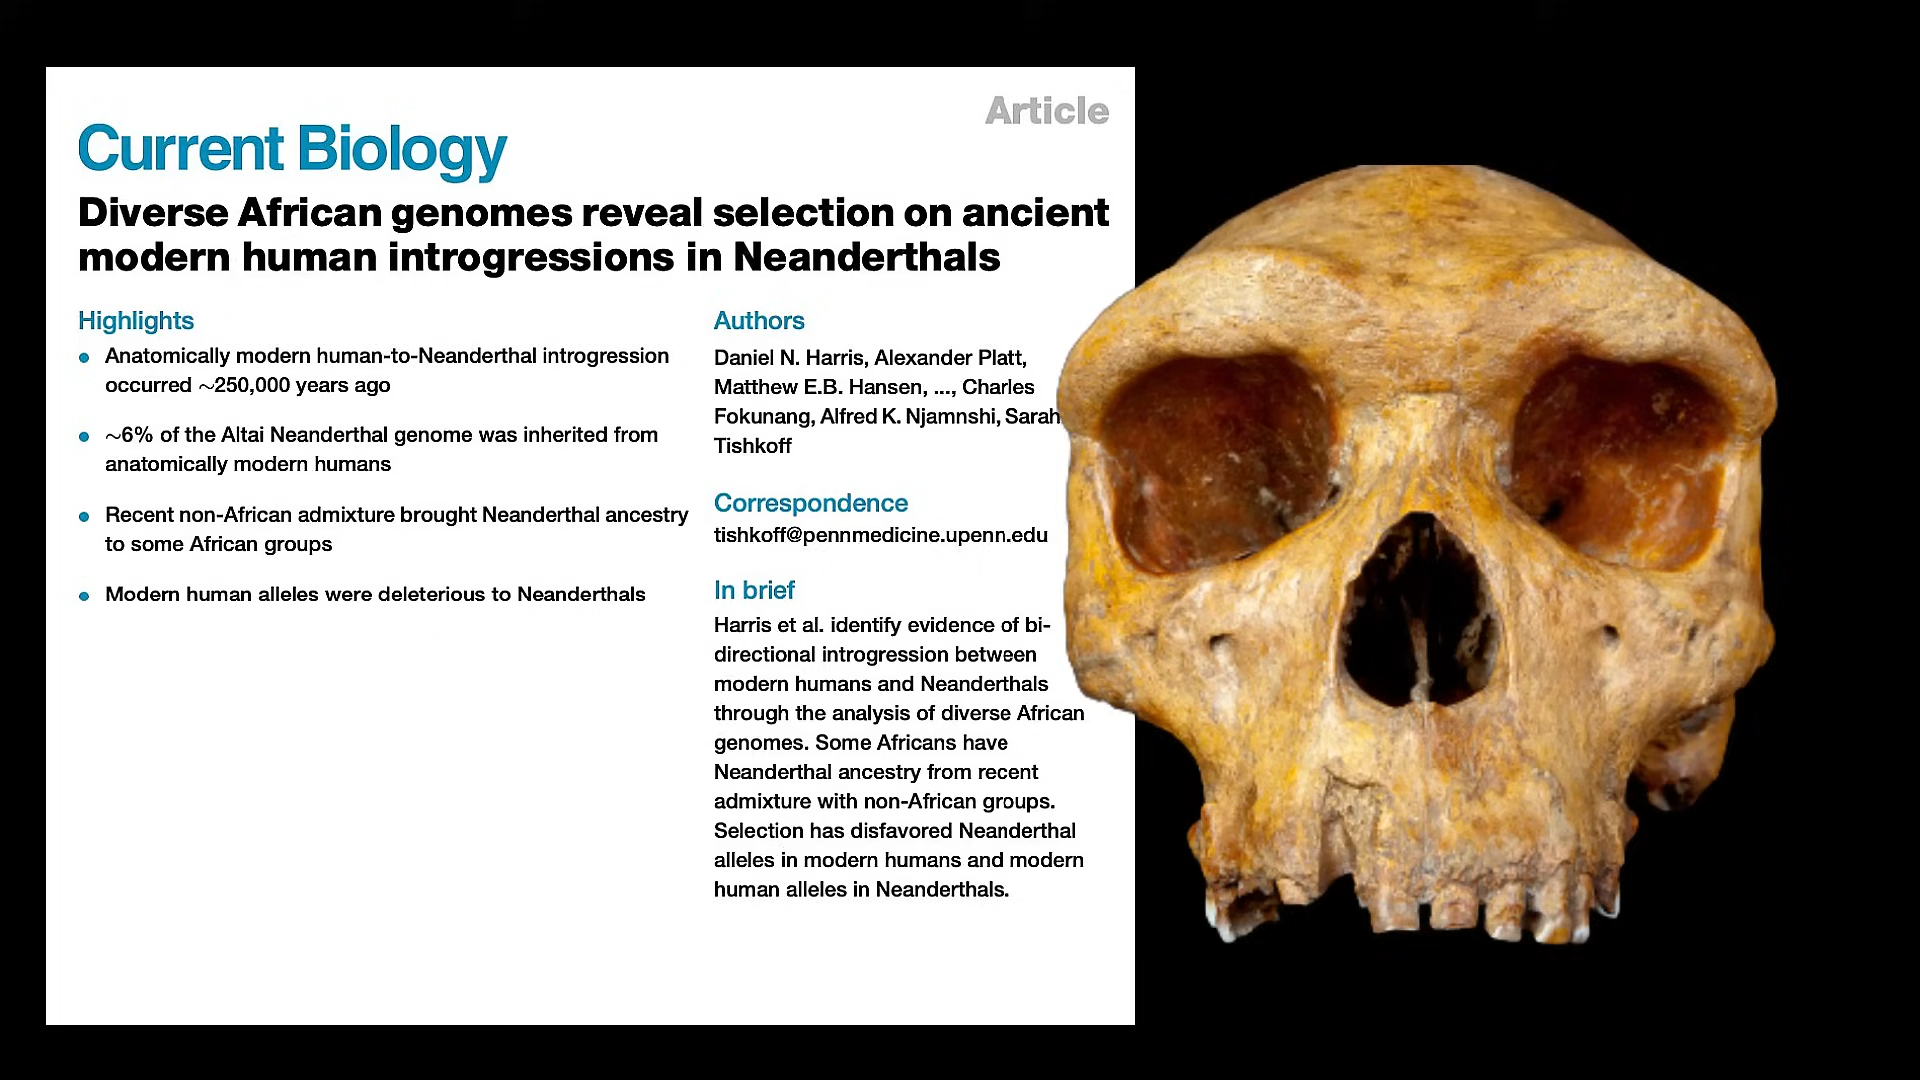 Article
Current Biology
Diverse African genomes reveal selection on ancient
modern human introgressions in Neanderthals
Highlights
• Anatomically modern human-to-Neanderthal introgression
occurred ~250,000 years ago
• ~6% of the Altai Neanderthal genome was inherited from
anatomically modern humans
• Recent non-African admixture brought Neanderthal ancestry
to some African groups
• Modern human alleles were deleterious to Neanderthals
Authors
Daniel N. Harris, Alexander Platt,
Matthew E.B. Hansen, ..., Charles
Fokunang, Alfred K. Njamnshi, Sarah
Tishkoff
Correspondence
tishkoff@pennmedicine.upenn.edu
In brief
Harris et al. identify evidence of bi-
directional introgression between
modern humans and Neanderthals
through the analysis of diverse African
genomes. Some Africans have
Neanderthal ancestry from recent
admixture with non-African groups.
Selection has disfavored Neanderthal
alleles in modern humans and modern
human alleles in Neanderthals.